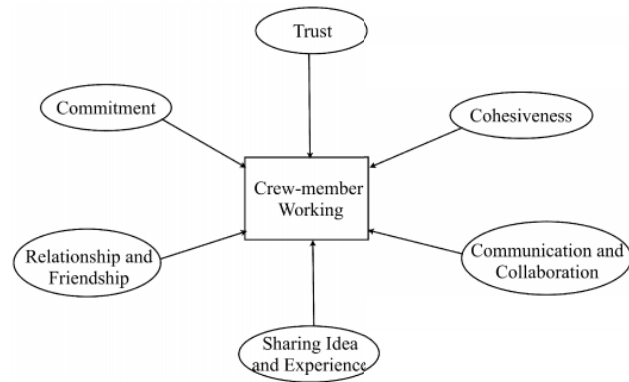 Trust
Commitment
Cohesiveness
Crew-member
Working
Relationship and
Friendship
Communication and
Collaboration
Sharing Idea
and Experience